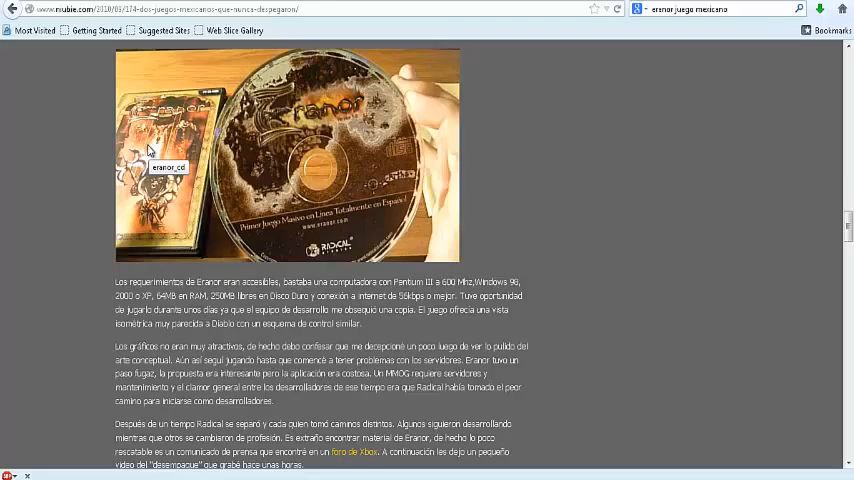 www.niubie.com/2010/09/174-dos-juegos-mexicanos-que-nunca-despegaron/
eranor juego mexicano
Most Visited
Getting Started
Suggested Sites
Web Slice Gallery
Bookmarks
Eranor
eranor_cd
Primer Juego Masivo en Línea Totalmente en Español
www.eranor.com
RADICAL
STUDIOS
Los requerimientos de Eranor eran accesibles, bastaba una computadora con Pentium III a 600 Mhz,Windows 98,
2000 o XP, 64MB en RAM, 250MB libres en Disco Duro y conexión a internet de 56kbps o mejor. Tuve oportunidad
de jugarlo durante unos días ya que el equipo de desarrollo me obsequió una copia. El juego ofrecía una vista
isométrica muy parecida a Diablo con un esquema de control similar.
Los gráficos no eran muy atractivos, de hecho debo confesar que me decepcioné un poco luego de ver lo pulido del
arte conceptual. Aún así seguí jugando hasta que comencé a tener problemas con los servidores. Eranor tuvo un
paso fugaz, la propuesta era interesante pero la aplicación era costosa. Un MMOG requiere servidores y
mantenimiento y el clamor general entre los desarrolladores de ese tiempo era que Radical había tomado el peor
camino para iniciarse como desarrolladores.
Después de un tiempo Radical se separó y cada quien tomó caminos distintos. Algunos siguieron desarrollando
mientras que otros se cambiaron de profesión. Es extraño encontrar material de Eranor, de hecho lo poco
rescatable es un comunicado de prensa que encontré en un foro de Xbox. A continuación les dejo un pequeño
video del "desempaque" que grabé hace unas horas.